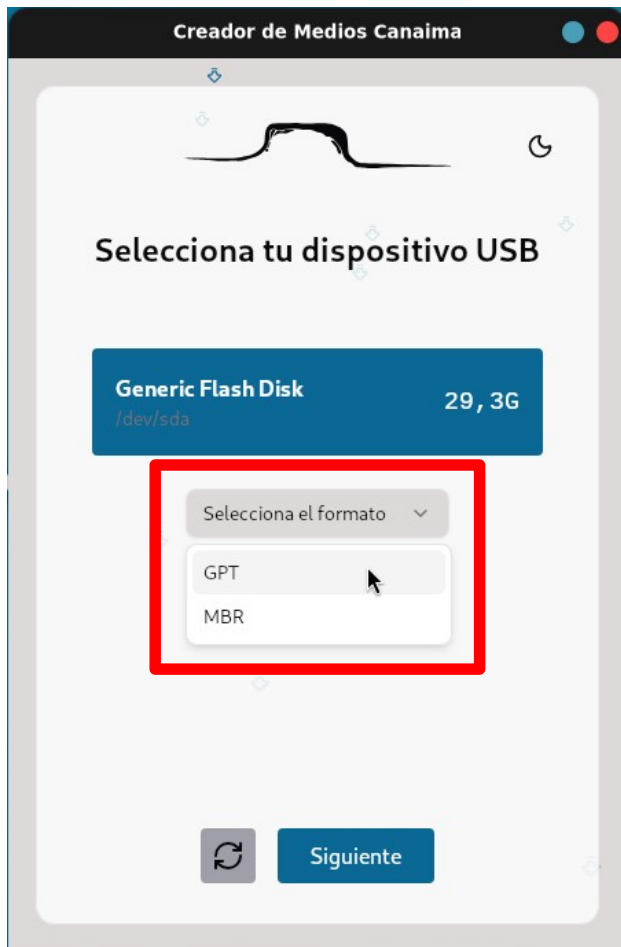 Creador de Medios Canaima
Selecciona tu dispositivo USB
Generic Flash Disk
29,3G
/dev/sda
Selecciona el formato
GPT
MBR
Siguiente